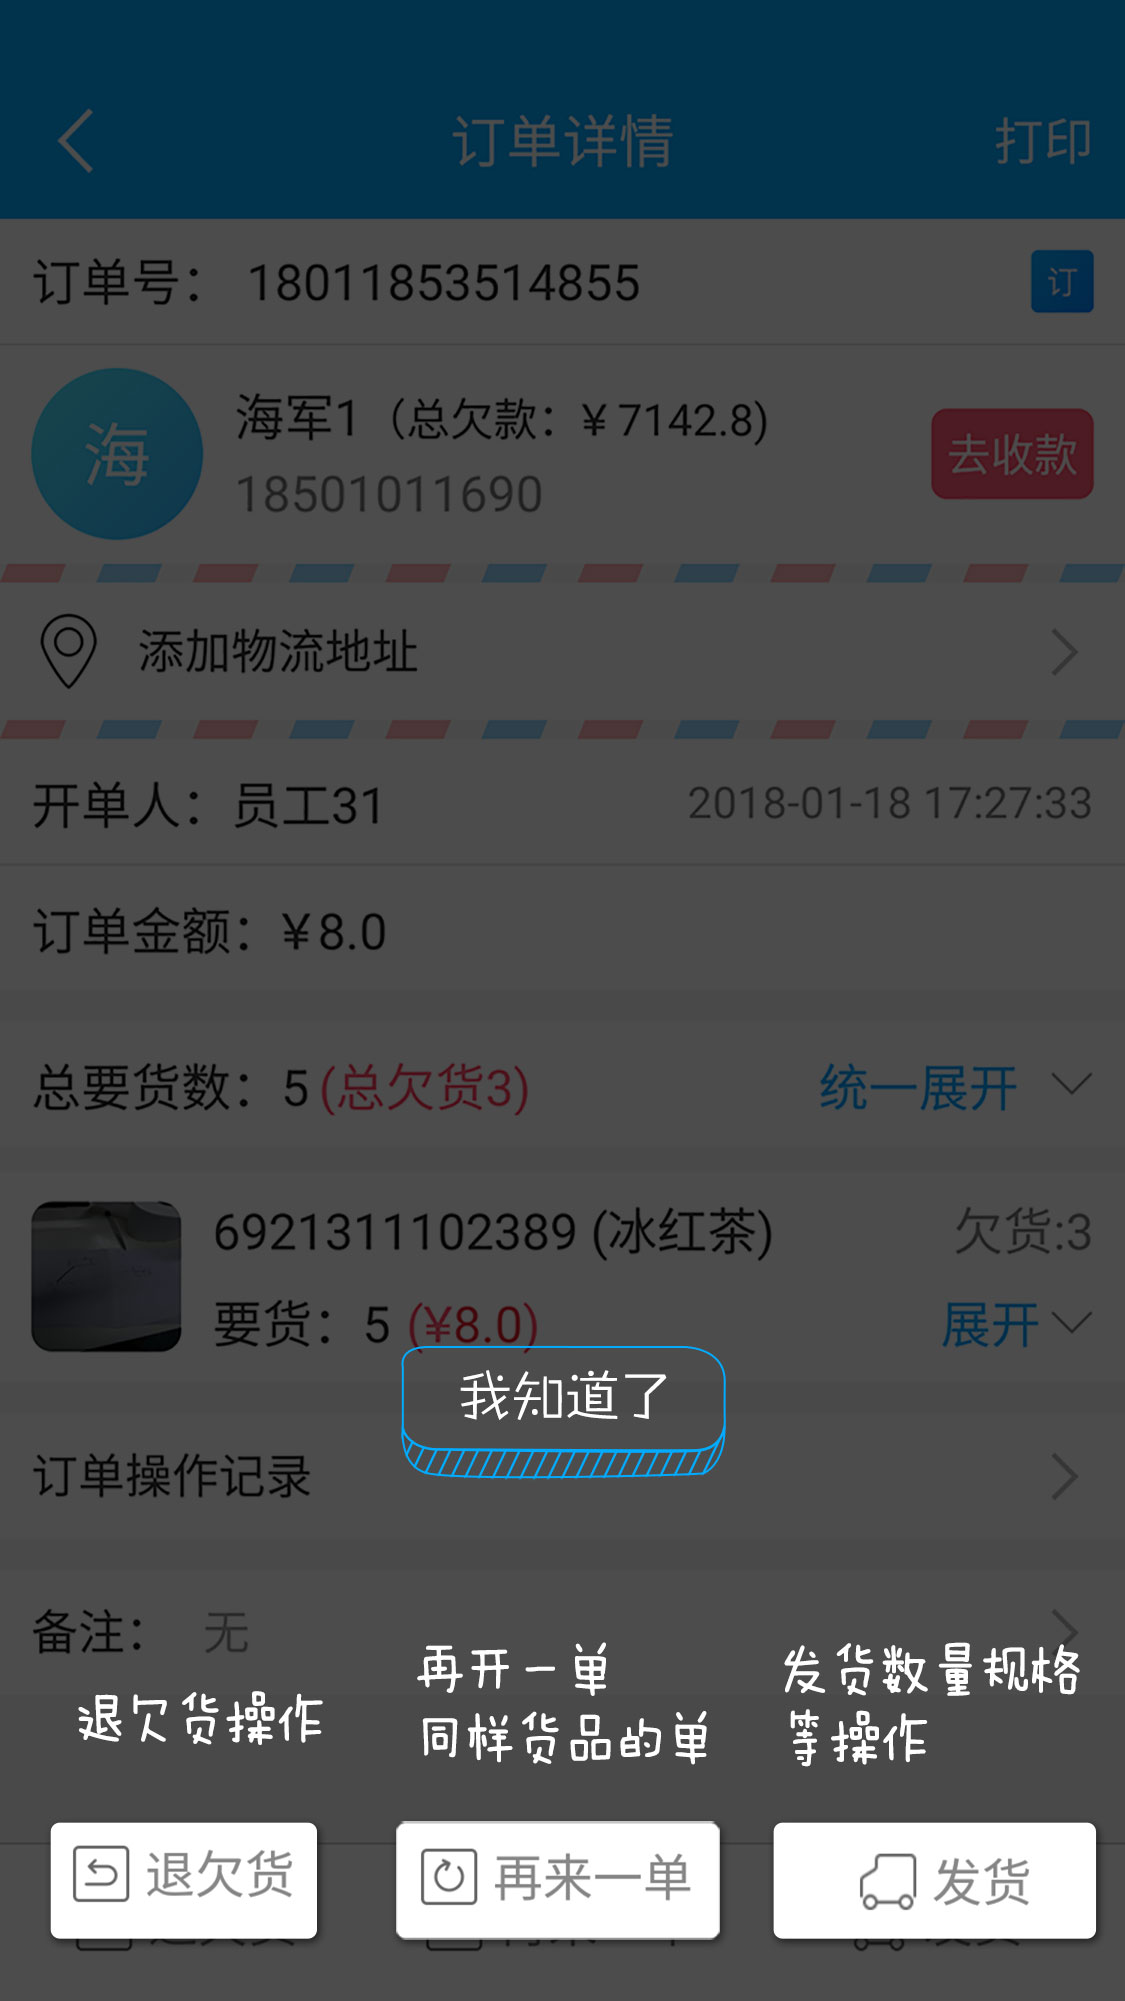 订单详情
打印
订单号： 18011853514855
订
海
海军1（总欠款：￥7142.8)
18501011690
去收款
添加物流地址
开单人：员工31
2018-01-18 17:27:33
订单金额：￥8.0
总要货数：5(总欠货3)
统一展开
6921311102389 (冰红茶)
欠货:3
要货：5 (¥8.0)
展开
我知道了
订单操作记录
备注： 无
退欠货操作
再开一单
同样货品的单
发货数量规格
等操作
退欠货
再来一单
发货